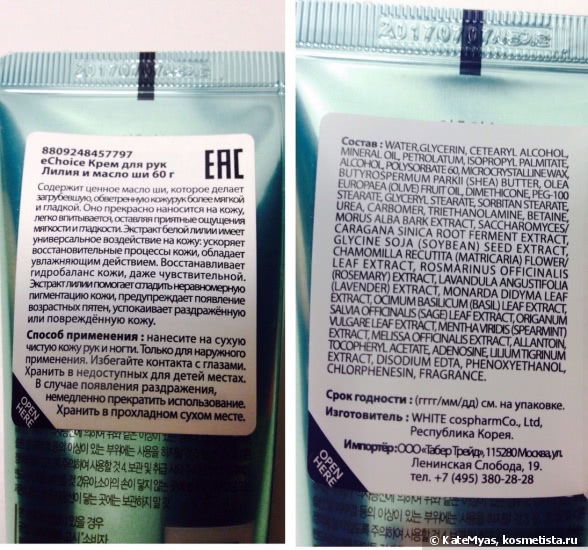 8809248457797
eChoice Крем для рук
Лилия и масло ши 60 г
EAC
Содержит ценное масло ши, которое делает
загрубевшую, обветренную кожу рук более мягкой
и гладкой. Оно прекрасно наносится на кожу,
легко впитывается, оставляя приятные ощущения
мягкости и гладкости. Экстракт белой лилии имеет
универсальное воздействие на кожу: ускоряет
восстановительные процессы кожи, обладает
увлажняющим действием. Восстанавливает
гидробаланс кожи, даже чувствительной.
Экстракт лилии помогает сгладить неравномерную
пигментацию кожи, предупреждает появление
возрастных пятен, успокаивает раздражённую
или повреждённую кожу.
Способ применения : нанесите на сухую
чистую кожу рук и ногти. Только для наружного
применения. Избегайте контакта с глазами.
Хранить в недоступных для детей местах.
В случае появления раздражения,
немедленно прекратить использование.
Хранить в прохладном сухом месте.
OPEN
HERE
Состав : WATER, GLYCERIN, CETEARYL ALCOHOL,
MINERAL OIL, PETROLATUM, ISOPROPYL PALMITATE,
ALCOHOL, POLYSORBATE 60, MICROCRYSTALLINE WAX,
BUTYROSPERMUM PARKII (SHEA) BUTTER, OLEA
EUROPAEA (OLIVE) FRUIT OIL, DIMETHICONE, PEG-100
STEARATE, GLYCERYL STEARATE, SORBITAN STEARATE,
UREA, CARBOMER, TRIETHANOLAMINE, BETAINE,
MORUS ALBA BARK EXTRACT, SACCHAROMYCES/
CARAGANA SINICA ROOT FERMENT EXTRACT,
GLYCINE SOJA (SOYBEAN) SEED EXTRACT,
CHAMOMILLA RECUTITA (MATRICARIA) FLOWER/
LEAF EXTRACT, ROSMARINUS OFFICINALIS
(ROSEMARY) EXTRACT, LAVANDULA ANGUSTIFOLIA
(LAVENDER) EXTRACT, MONARDA DIDYMA LEAF
EXTRACT, OCIMUM BASILICUM (BASIL) LEAF EXTRACT,
SALVIA OFFICINALIS (SAGE) LEAF EXTRACT, ORIGANUM
VULGARE LEAF EXTRACT, MENTHA VIRIDIS (SPEARMINT)
EXTRACT, MELISSA OFFICINALIS EXTRACT, ALLANTOIN,
TOCOPHERYL ACETATE, ADENOSINE, LILIUM TIGRINUM
EXTRACT, DISODIUM EDTA, PHENOXYETHANOL,
CHLORPHENESIN, FRAGRANCE.
Срок годности : (гггг/мм/дд) см. на упаковке.
Изготовитель : WHITE cospharmCo., Ltd,
Республика Корея.
Импортёр: ООО «Табер Трейд», 115280 Москва, ул.
Ленинская Слобода, 19.
тел. +7 (495) 380-28-28
OPEN
HERE
© KateMyas, kosmetista.ru